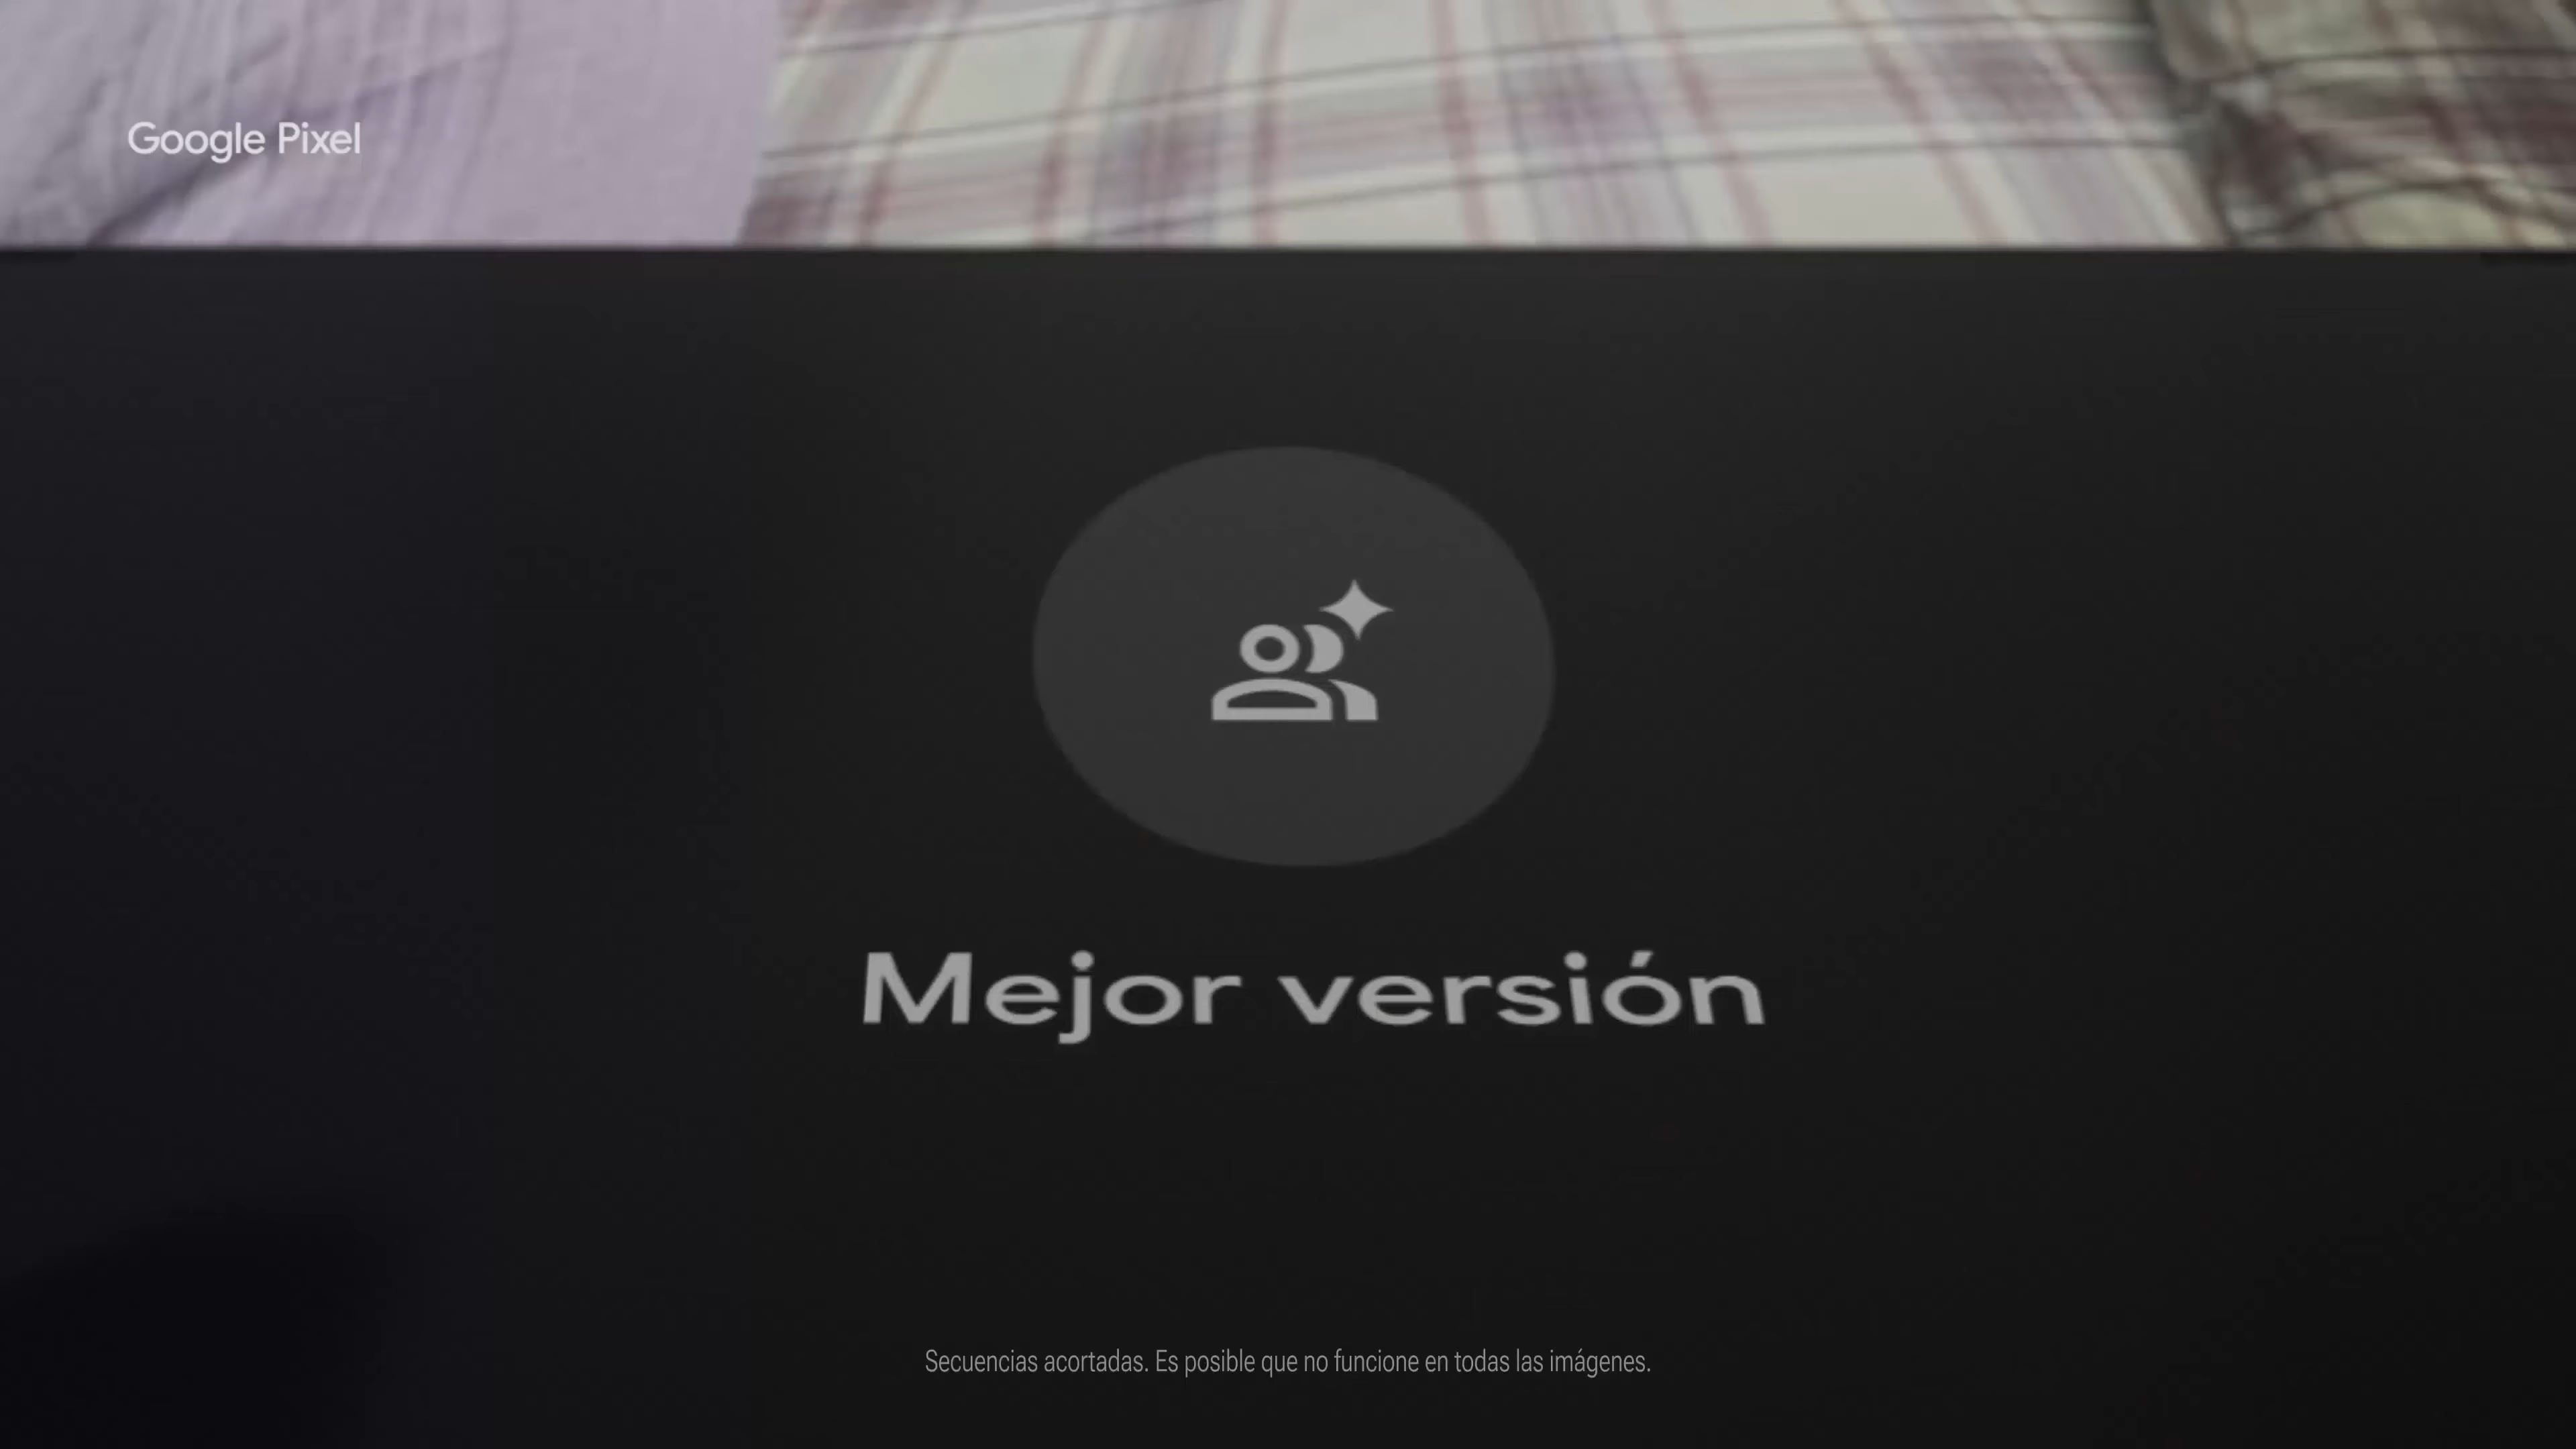 Google Pixel
Mejor versión
Secuencias acortadas. Es posible que no funcione en todas las imágenes.